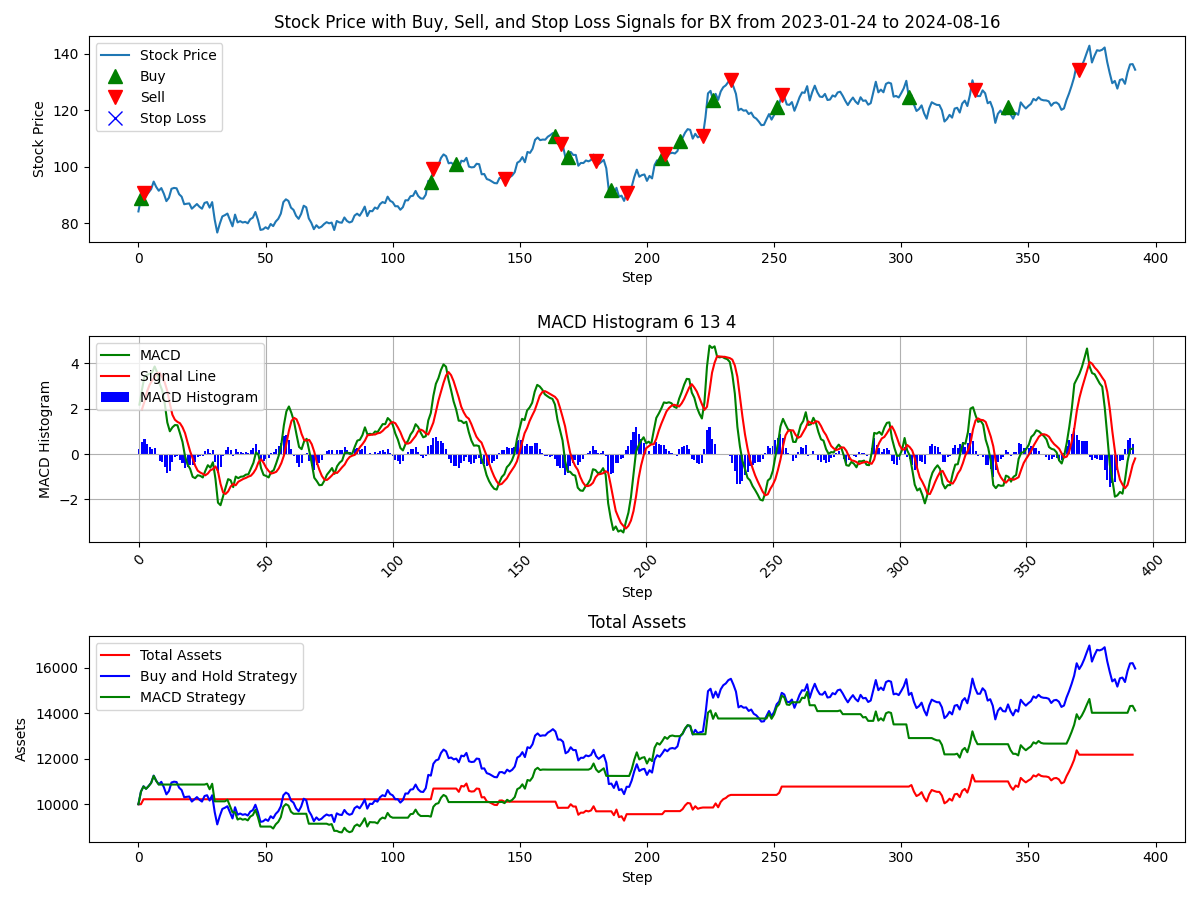 Stock Price with Buy, Sell, and Stop Loss Signals for BX from 2023-01-24 to 2024-08-16
Stock Price
140
120
100
80
Stock Price
Buy
Sell
Stop Loss
0 50 100 150 200 250 300 350 400
Step
MACD Histogram 6 13 4
MACD Histogram
4
2
0
−2
MACD
Signal Line
MACD Histogram
0 50 100 150 200 250 300 350 400
Step
Total Assets
Assets
16000
14000
12000
10000
Total Assets
Buy and Hold Strategy
MACD Strategy
0 50 100 150 200 250 300 350 400
Step